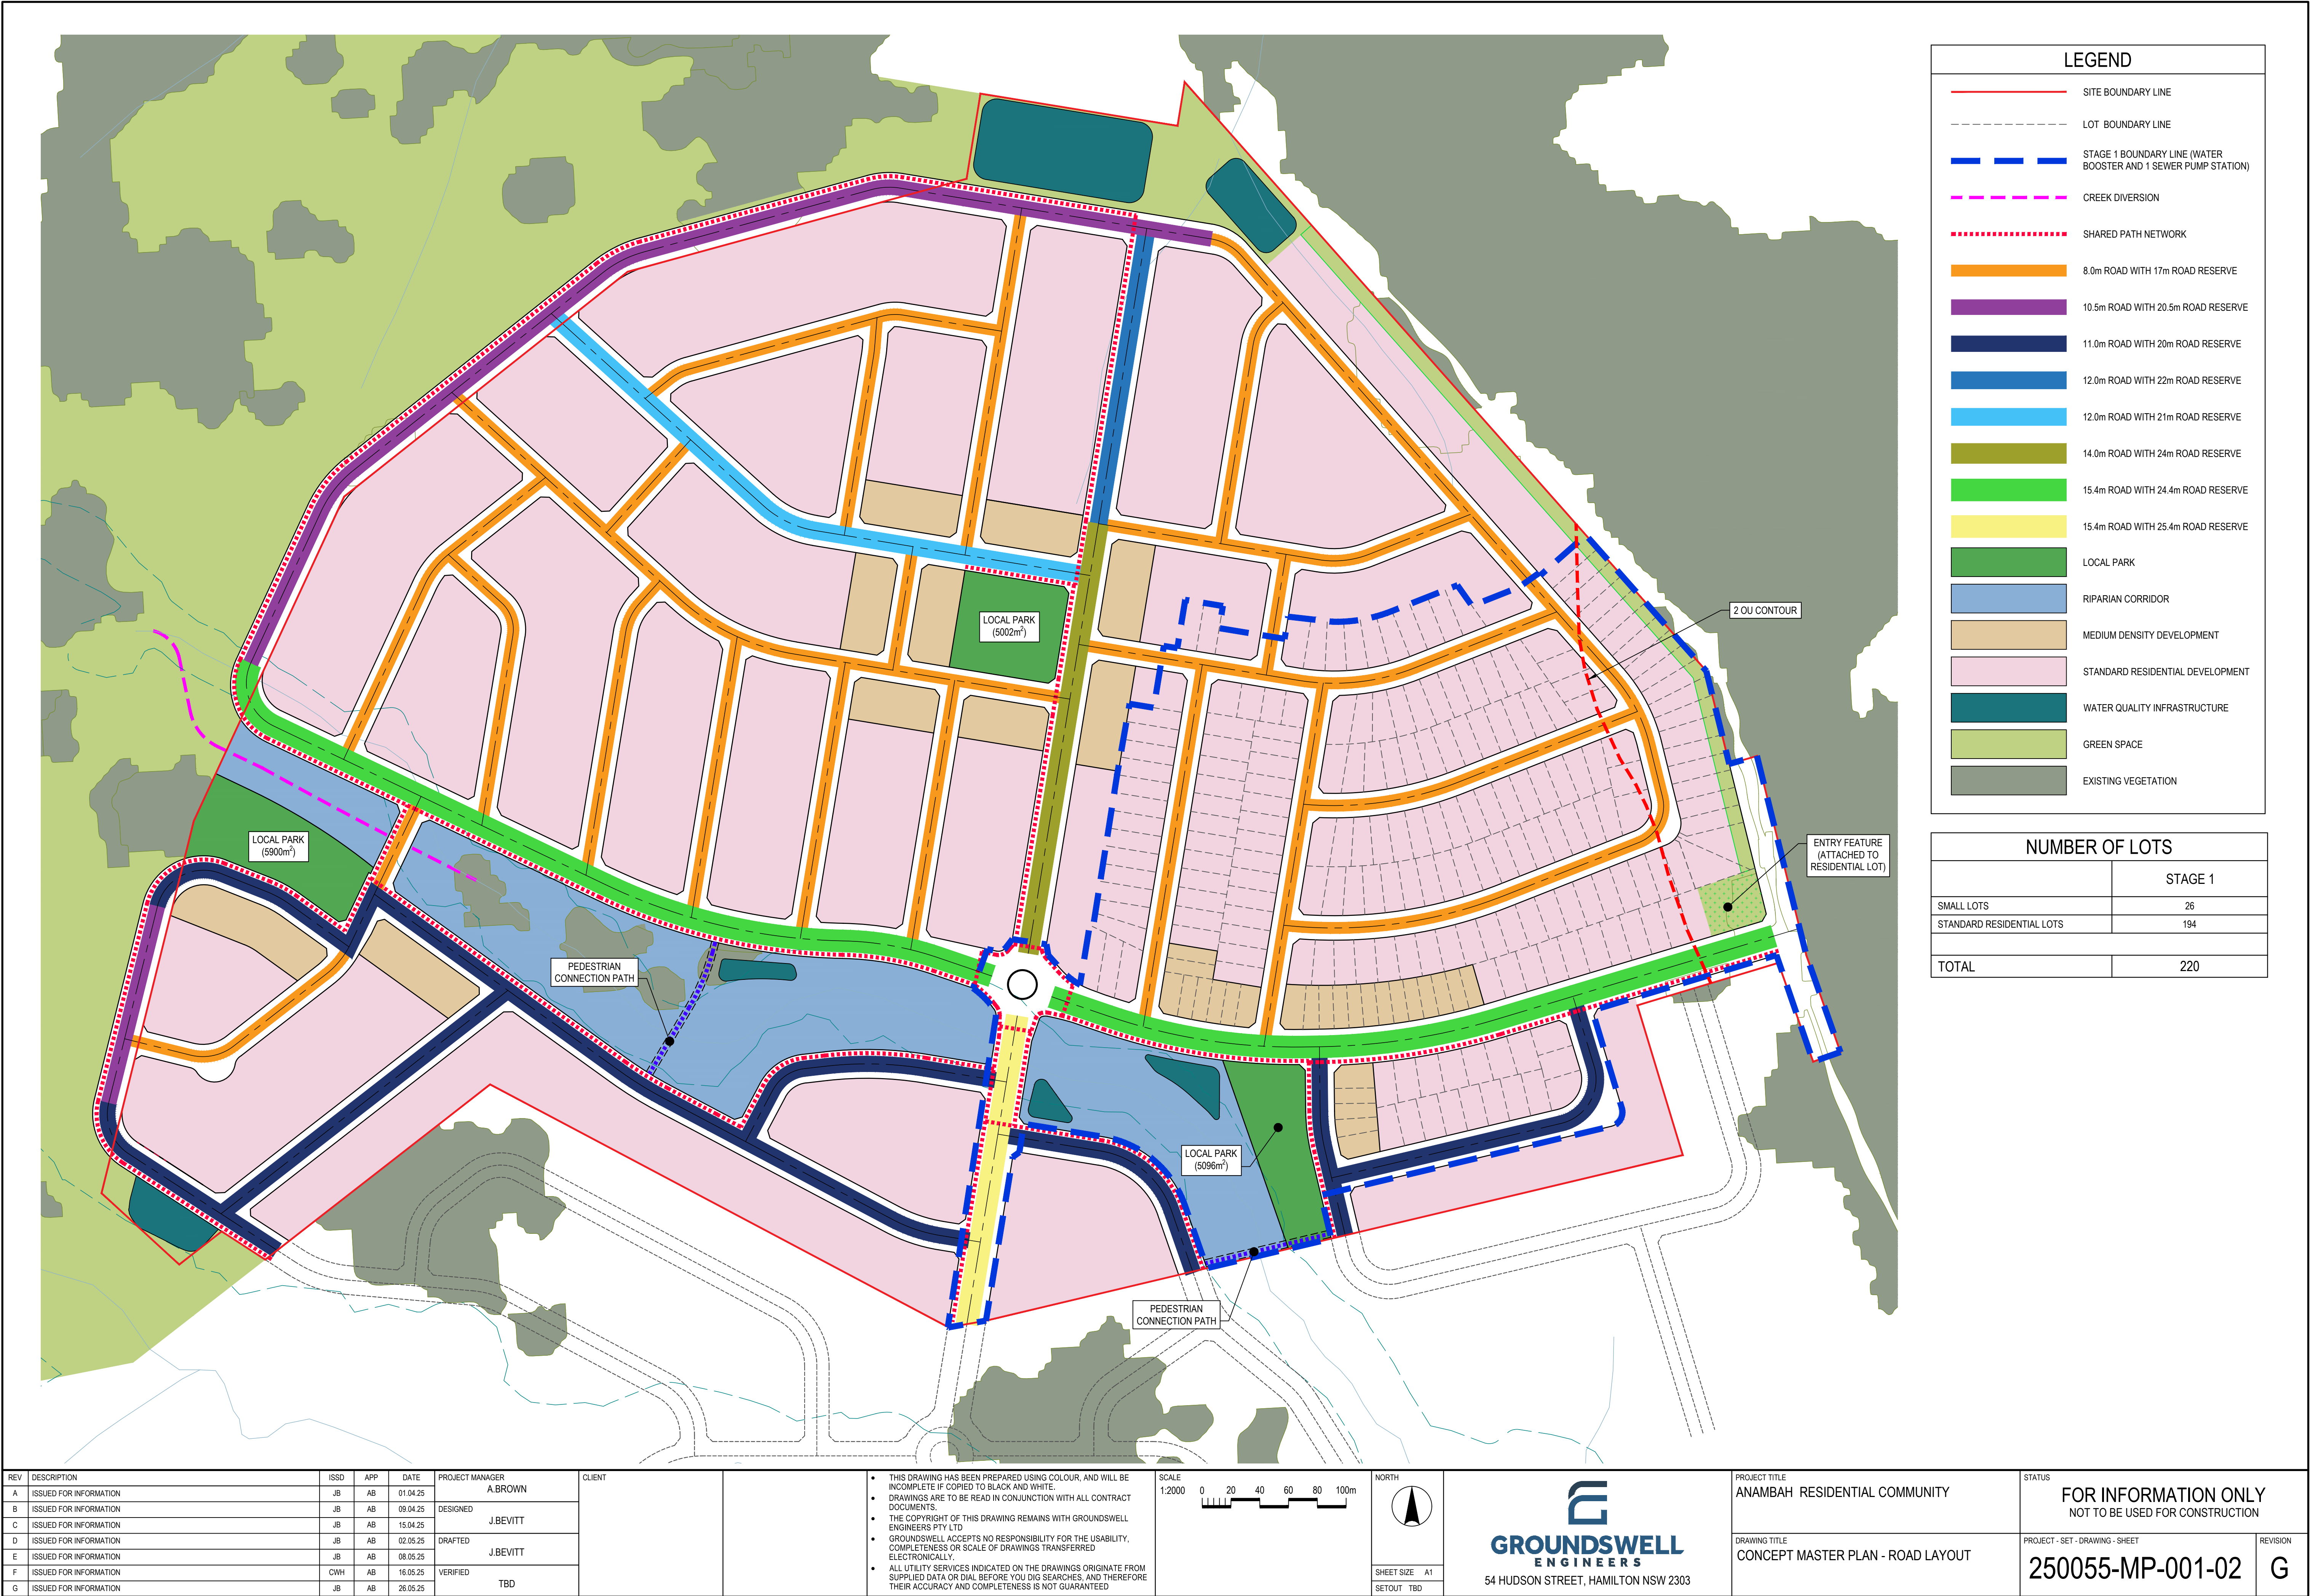 LEGEND
SITE BOUNDARY LINE
LOT BOUNDARY LINE
STAGE 1 BOUNDARY LINE (WATER
BOOSTER AND 1 SEWER PUMP STATION)
CREEK DIVERSION
SHARED PATH NETWORK
8.0m ROAD WITH 17m ROAD RESERVE
10.5m ROAD WITH 20.5m ROAD RESERVE
11.0m ROAD WITH 20m ROAD RESERVE
12.0m ROAD WITH 22m ROAD RESERVE
12.0m ROAD WITH 21m ROAD RESERVE
14.0m ROAD WITH 24m ROAD RESERVE
15.4m ROAD WITH 24.4m ROAD RESERVE
15.4m ROAD WITH 25.4m ROAD RESERVE
LOCAL PARK
RIPARIAN CORRIDOR
MEDIUM DENSITY DEVELOPMENT
STANDARD RESIDENTIAL DEVELOPMENT
WATER QUALITY INFRASTRUCTURE
GREEN SPACE
EXISTING VEGETATION
NUMBER OF LOTS
STAGE 1
SMALL LOTS 26
STANDARD RESIDENTIAL LOTS 194
TOTAL 220
LOCAL PARK
(5002m²)
2 OU CONTOUR
LOCAL PARK
(5900m²)
ENTRY FEATURE
(ATTACHED TO
RESIDENTIAL LOT)
PEDESTRIAN
CONNECTION PATH
LOCAL PARK
(5096m²)
PEDESTRIAN
CONNECTION PATH
REV DESCRIPTION ISSD APP DATE
A ISSUED FOR INFORMATION JB AB 01.04.25
B ISSUED FOR INFORMATION JB AB 09.04.25
C ISSUED FOR INFORMATION JB AB 15.04.25
D ISSUED FOR INFORMATION JB AB 02.05.25
E ISSUED FOR INFORMATION JB AB 08.05.25
F ISSUED FOR INFORMATION CWH AB 16.05.25
G ISSUED FOR INFORMATION JB AB 26.05.25
PROJECT MANAGER
A.BROWN
DESIGNED
J.BEVITT
DRAFTED
J.BEVITT
VERIFIED
TBD
CLIENT
• THIS DRAWING HAS BEEN PREPARED USING COLOUR, AND WILL BE
INCOMPLETE IF COPIED TO BLACK AND WHITE.
• DRAWINGS ARE TO BE READ IN CONJUNCTION WITH ALL CONTRACT
DOCUMENTS.
• THE COPYRIGHT OF THIS DRAWING REMAINS WITH GROUNDSWELL
ENGINEERS PTY LTD
• GROUNDSWELL ACCEPTS NO RESPONSIBILITY FOR THE USABILITY,
COMPLETENESS OR SCALE OF DRAWINGS TRANSFERRED
ELECTRONICALLY.
• ALL UTILITY SERVICES INDICATED ON THE DRAWINGS ORIGINATE FROM
SUPPLIED DATA OR DIAL BEFORE YOU DIG SEARCHES, AND THEREFORE
THEIR ACCURACY AND COMPLETENESS IS NOT GUARANTEED
SCALE
1:2000 0 20 40 60 80 100m
NORTH
SHEET SIZE A1
SETOUT TBD
GROUNDSWELL
ENGINEERS
54 HUDSON STREET, HAMILTON NSW 2303
PROJECT TITLE
ANAMBAH RESIDENTIAL COMMUNITY
DRAWING TITLE
CONCEPT MASTER PLAN - ROAD LAYOUT
STATUS
FOR INFORMATION ONLY
NOT TO BE USED FOR CONSTRUCTION
PROJECT - SET - DRAWING - SHEET
250055-MP-001-02
REVISION
G